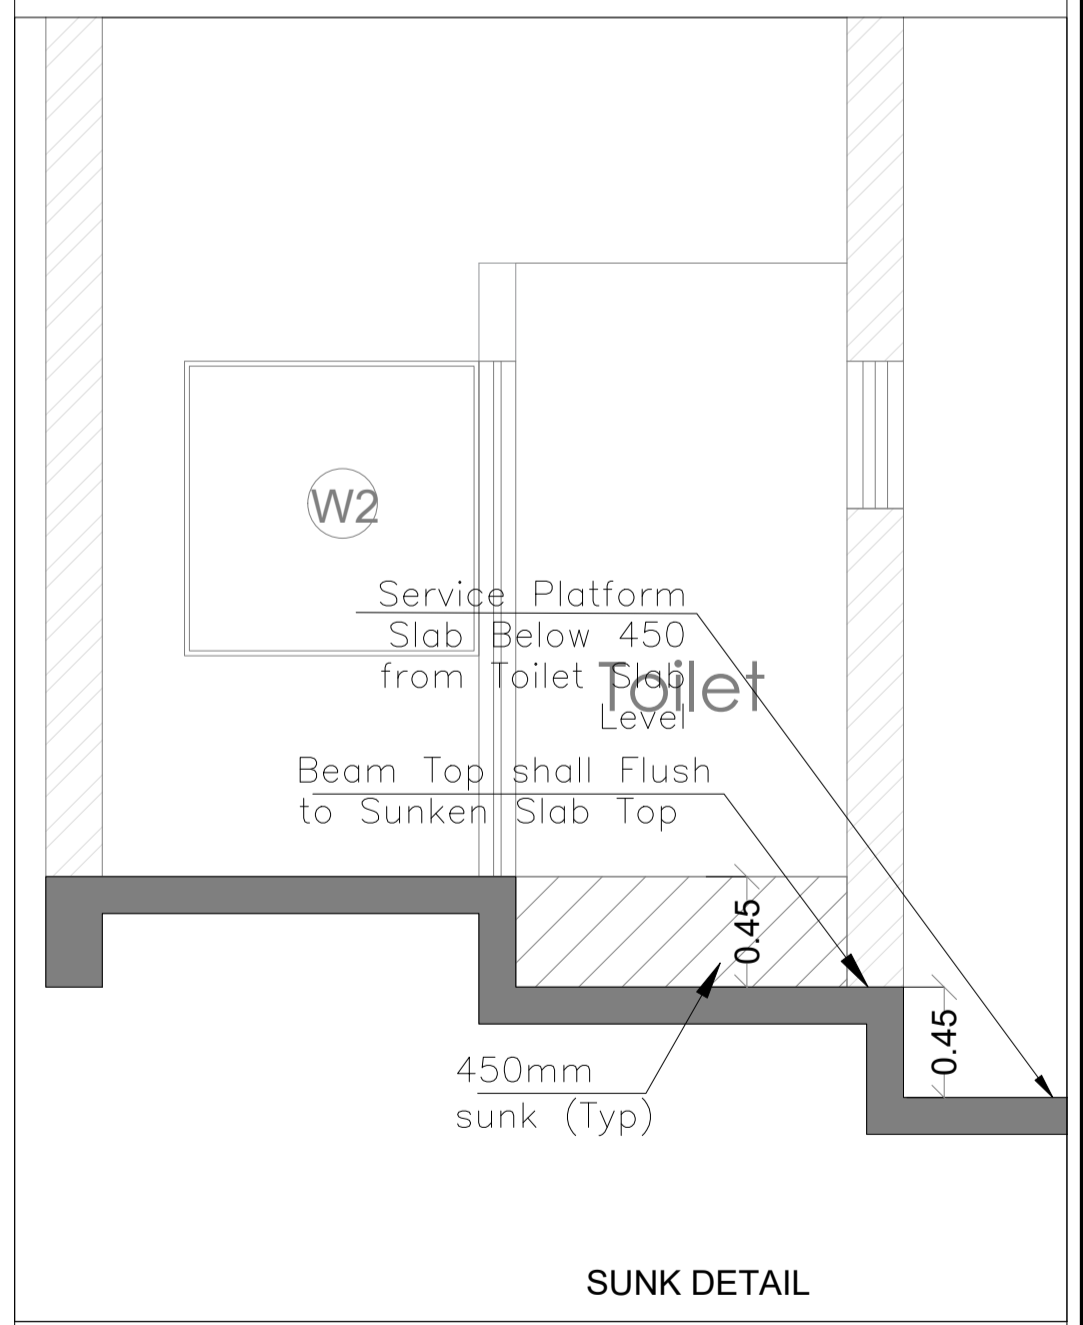 W2
Service Platform
Slab Below 450
from Toilet Slab
Level
Toilet
Beam Top shall Flush
to Sunken Slab Top
0.45
0.45
450mm
sunk (Typ)
SUNK DETAIL